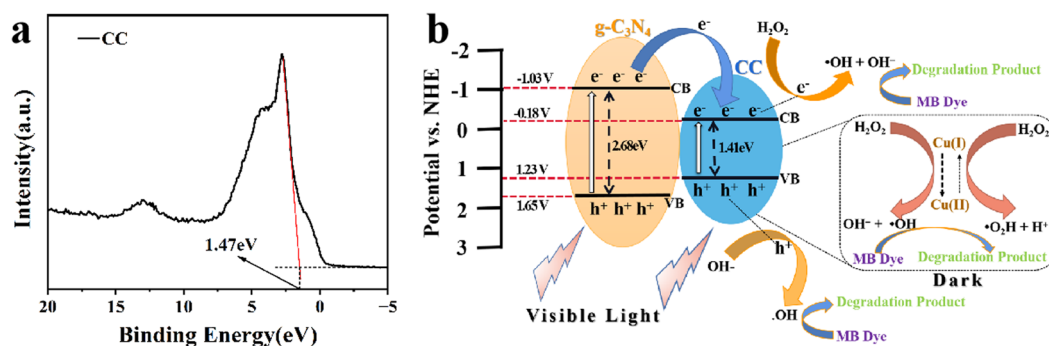 a
CC
Intensity(a.u.)
1.47eV
20 15 10 5 0 −5
Binding Energy(eV)
b
g-C₃N₄
e⁻
H₂O₂
CC
•OH + OH⁻
Degradation Product
MB Dye
e⁻
Potential vs. NHE
-2
-1
0
1
2
3
-1.03 V
-0.18 V
1.23 V
1.65 V
e⁻ e⁻ e⁻
CB
2.68eV
h⁺ h⁺ h⁺
VB
e⁻ e⁻ e⁻
CB
1.41eV
VB
h⁺ h⁺ h⁺
H₂O₂
H₂O₂
Cu(I)
Cu(II)
OH⁻ + •OH
•O₂H + H⁺
MB Dye
Degradation Product
Dark
Visible Light
OH-
h⁺
.OH
Degradation Product
MB Dye